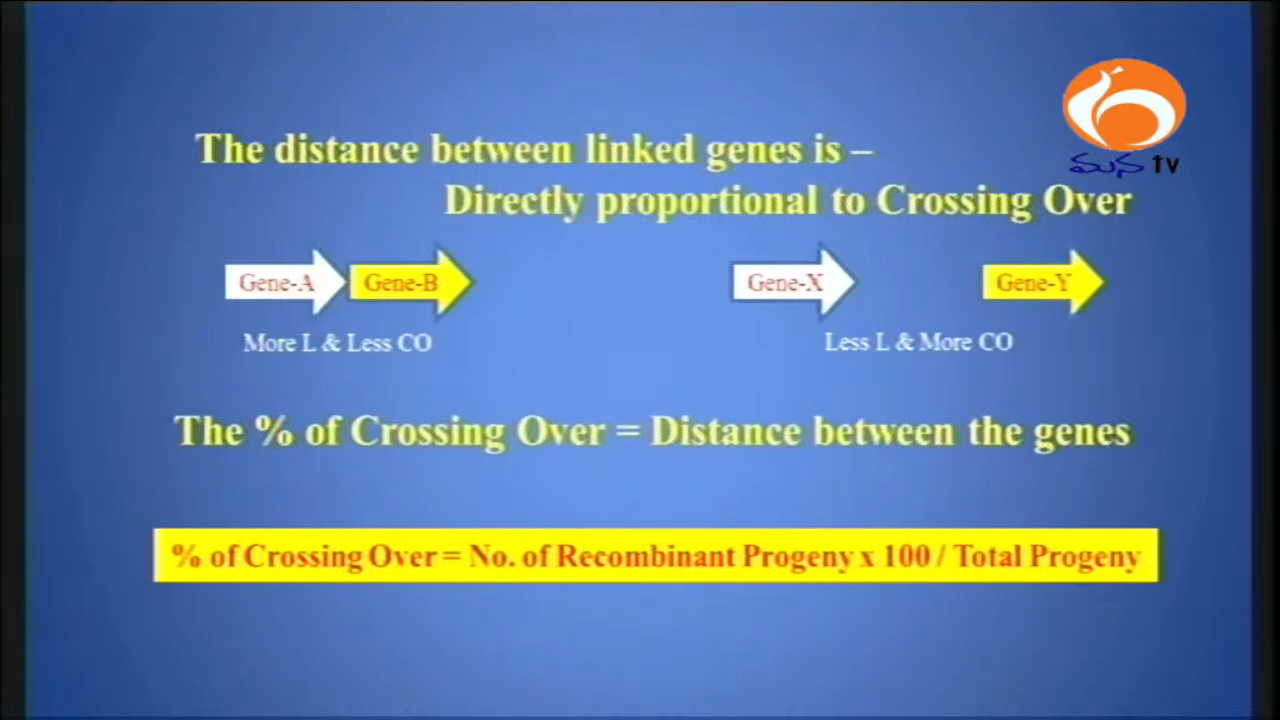 మన tv
The distance between linked genes is –
Directly proportional to Crossing Over
Gene-A
Gene-B
Gene-X
Gene-Y
More L & Less CO
Less L & More CO
The % of Crossing Over = Distance between the genes
% of Crossing Over = No. of Recombinant Progeny x 100 / Total Progeny